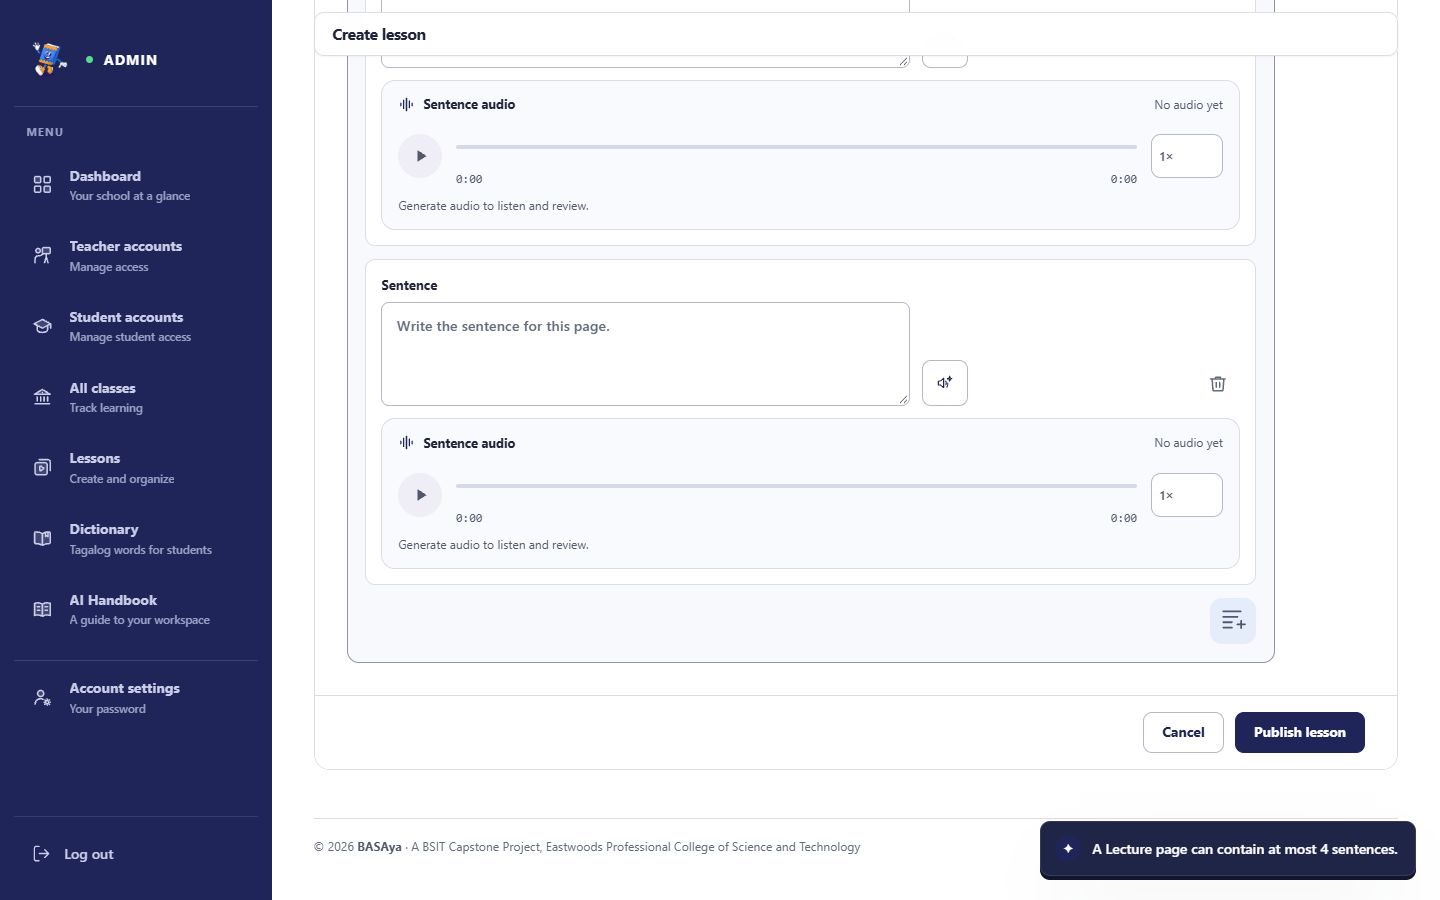 ADMIN
MENU
Dashboard
Your school at a glance
Teacher accounts
Manage access
Student accounts
Manage student access
All classes
Track learning
Lessons
Create and organize
Dictionary
Tagalog words for students
AI Handbook
A guide to your workspace
Account settings
Your password
Log out
Create lesson
Sentence audio
No audio yet
1×
0:00
0:00
Generate audio to listen and review.
Sentence
Write the sentence for this page.
Sentence audio
No audio yet
1×
0:00
0:00
Generate audio to listen and review.
Cancel
Publish lesson
© 2026 BASAya · A BSIT Capstone Project, Eastwoods Professional College of Science and Technology
A Lecture page can contain at most 4 sentences.